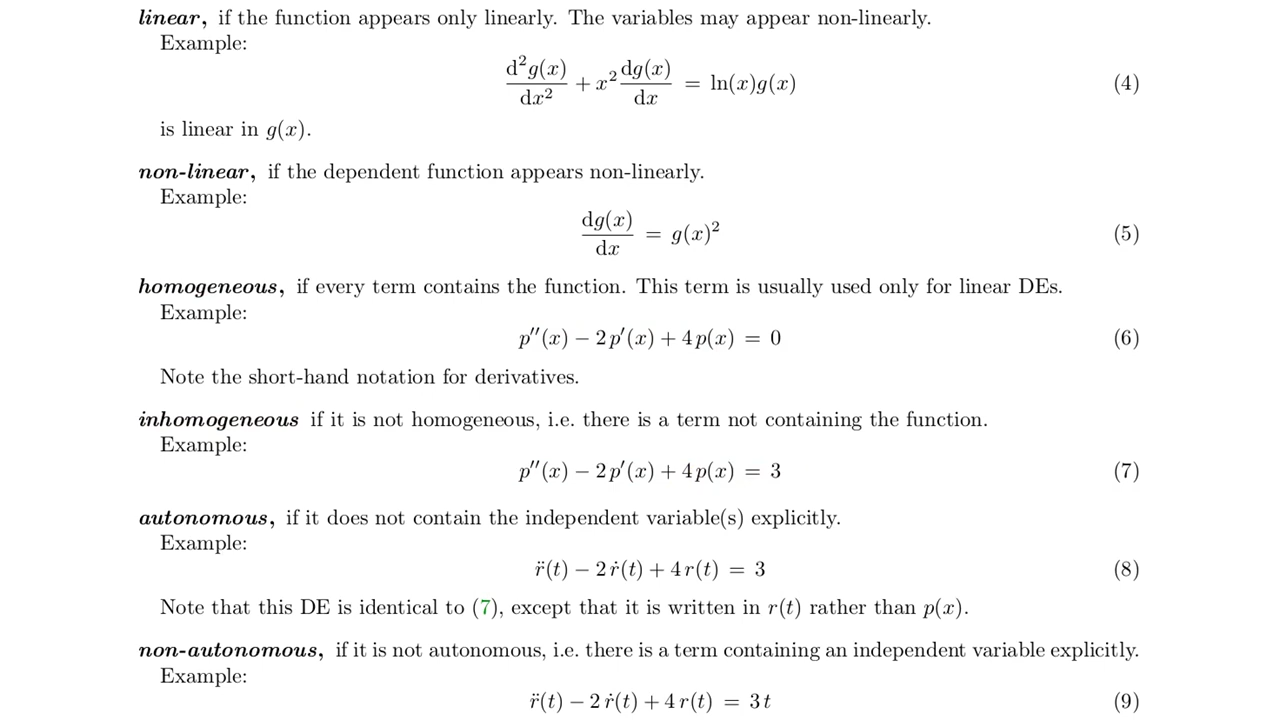 linear, if the function appears only linearly. The variables may appear non-linearly.
Example:
d²g(x)/dx² + x² dg(x)/dx = ln(x)g(x) (4)
is linear in g(x).
non-linear, if the dependent function appears non-linearly.
Example:
dg(x)/dx = g(x)² (5)
homogeneous, if every term contains the function. This term is usually used only for linear DEs.
Example:
p′′(x) − 2 p′(x) + 4 p(x) = 0 (6)
Note the short-hand notation for derivatives.
inhomogeneous if it is not homogeneous, i.e. there is a term not containing the function.
Example:
p′′(x) − 2 p′(x) + 4 p(x) = 3 (7)
autonomous, if it does not contain the independent variable(s) explicitly.
Example:
r̈(t) − 2 ṙ(t) + 4 r(t) = 3 (8)
Note that this DE is identical to (7), except that it is written in r(t) rather than p(x).
non-autonomous, if it is not autonomous, i.e. there is a term containing an independent variable explicitly.
Example:
r̈(t) − 2 ṙ(t) + 4 r(t) = 3 t (9)